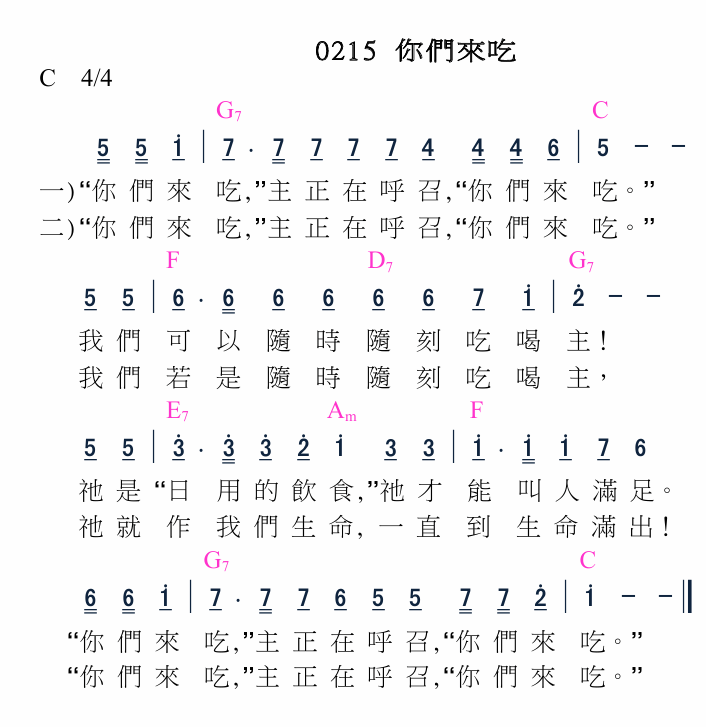 0215 你們來吃
C 4/4
G7 C
5 5 i | 7 · 7 7 7 7 4 4 4 6 | 5 － －
一)“你們來 吃,”主正在呼召,“你們來 吃。”
二)“你們來 吃,”主正在呼召,“你們來 吃。”
F D7 G7
5 5 | 6 · 6 6 6 6 6 7 i | 2̇ － －
我們 可以隨時隨刻吃喝主!
我們 若是隨時隨刻吃喝主，
E7 Am F
5 5 | 3̇ · 3̇ 3̇ 2̇ i 3 3 | i · i i 7 6
祂是“日用的飲食,”祂才能叫人滿足。
祂就作我們生命, 一直到生命滿出!
G7 C
6 6 i | 7 · 7 7 6 5 5 7 7 2̇ | i － － ‖
“你們來 吃,”主正在呼召,“你們來 吃。”
“你們來 吃,”主正在呼召,“你們來 吃。”